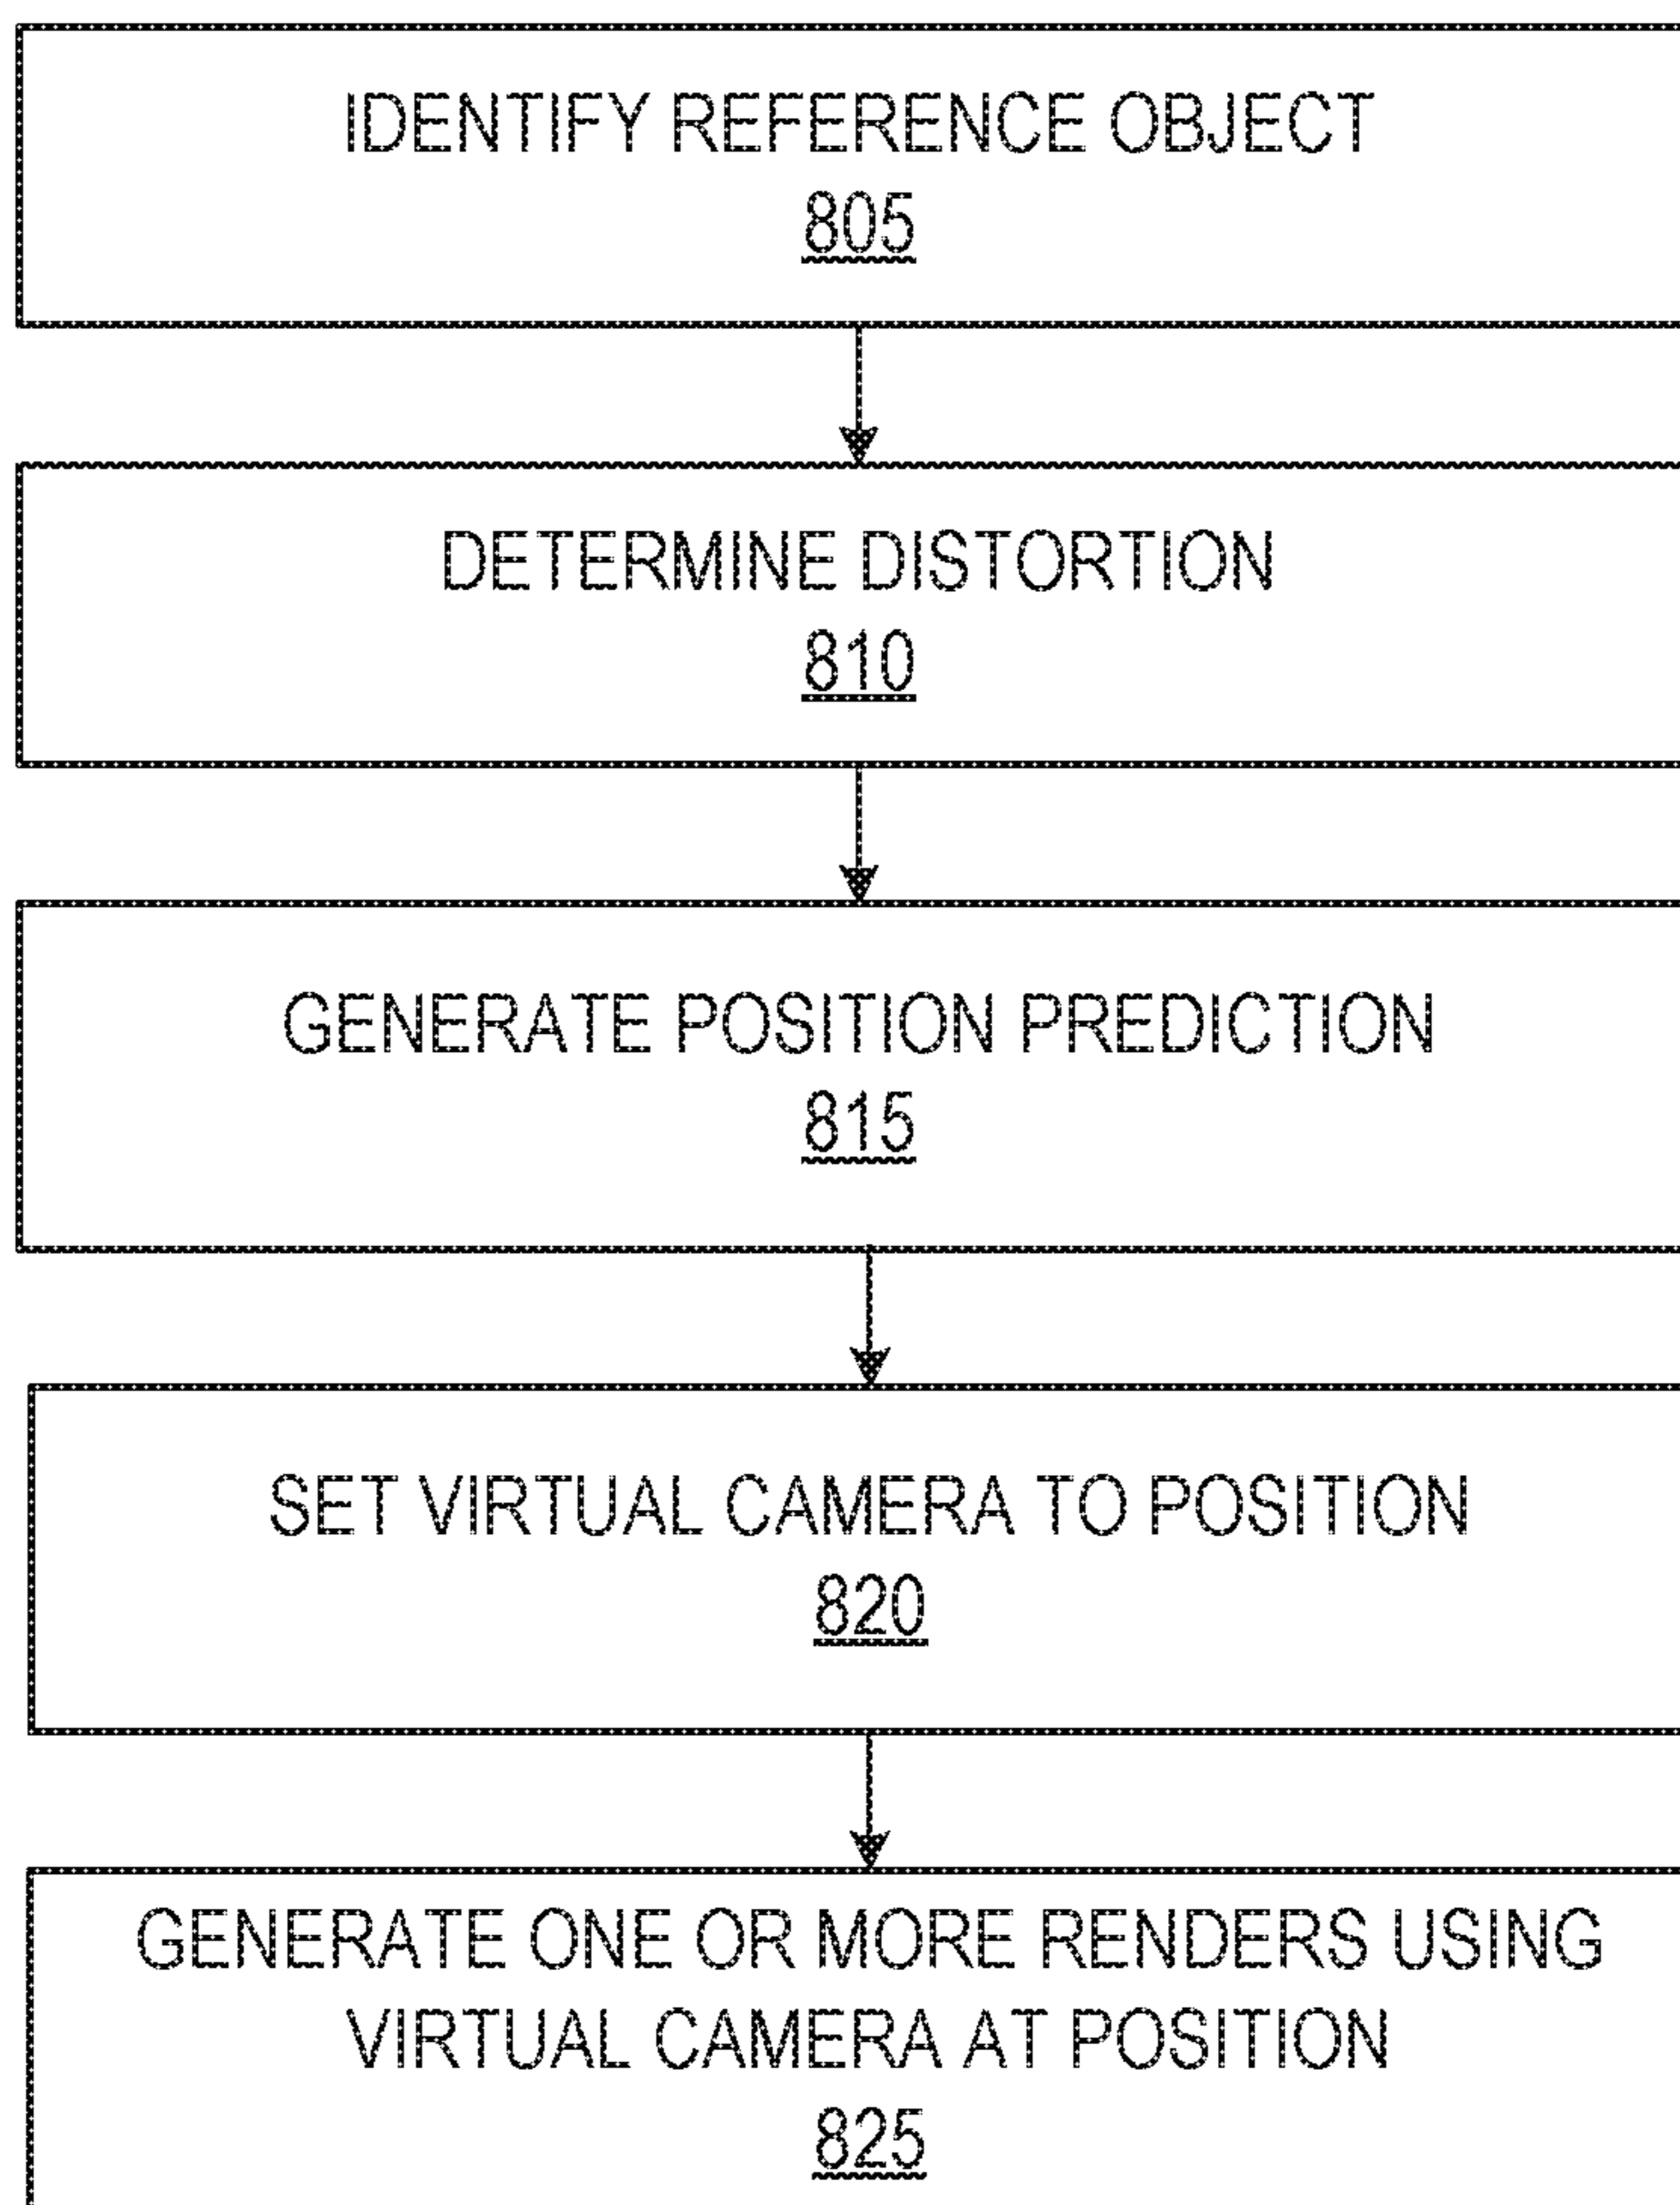 IDENTIFY REFERENCE OBJECT
805
DETERMINE DISTORTION
810
GENERATE POSITION PREDICTION
815
SET VIRTUAL CAMERA TO POSITION
820
GENERATE ONE OR MORE RENDERS USING
VIRTUAL CAMERA AT POSITION
825